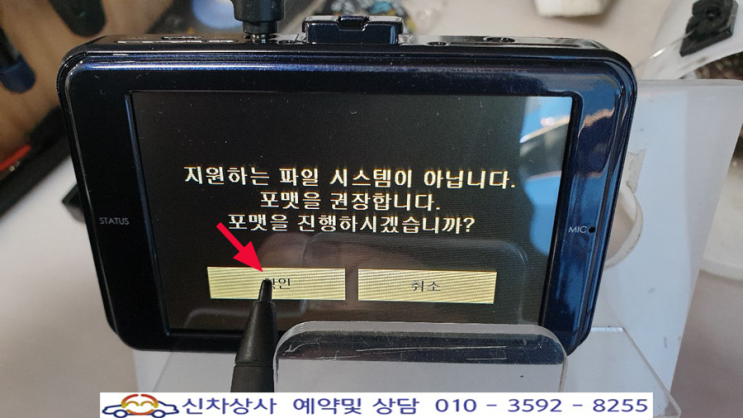 지원하는 파일 시스템이 아닙니다.
포맷을 권장합니다.
포맷을 진행하시겠습니까?
STATUS
MIC
취소
신차상사 예약및 상담 010 - 3592 - 8255